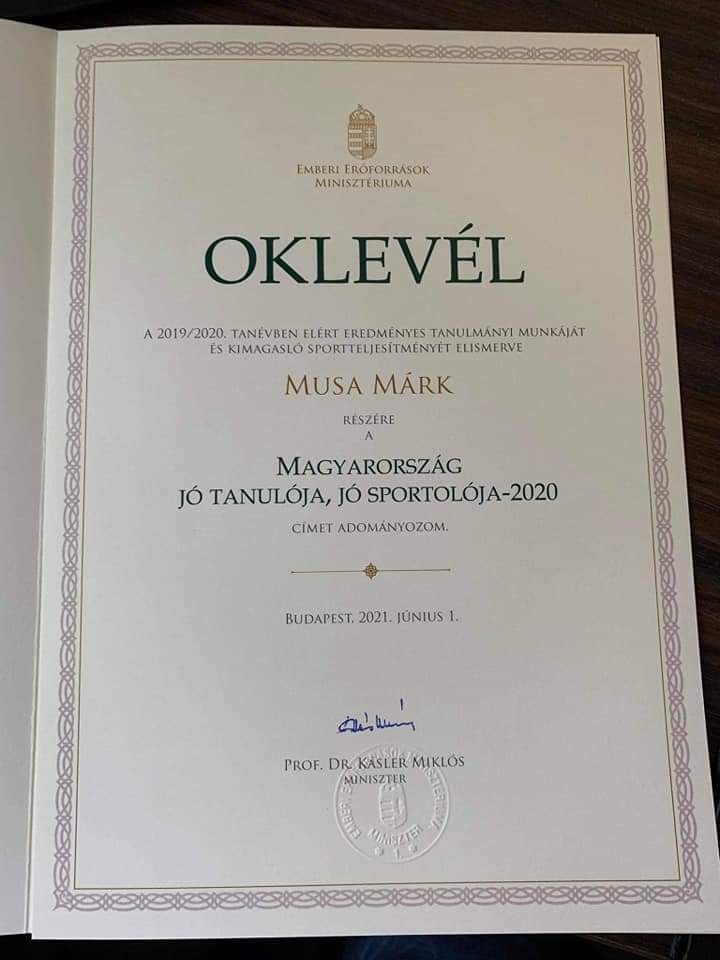 Emberi Erőforrások
Minisztériuma
OKLEVÉL
A 2019/2020. tanévben elért eredményes tanulmányi munkáját
és kimagasló sportteljesítményét elismerve
Musa Márk
részére
a
Magyarország
jó tanulója, jó sportolója-2020
címet adományozom.
Budapest, 2021. június 1.
Prof. Dr. Kásler Miklós
miniszter
MINISZTER